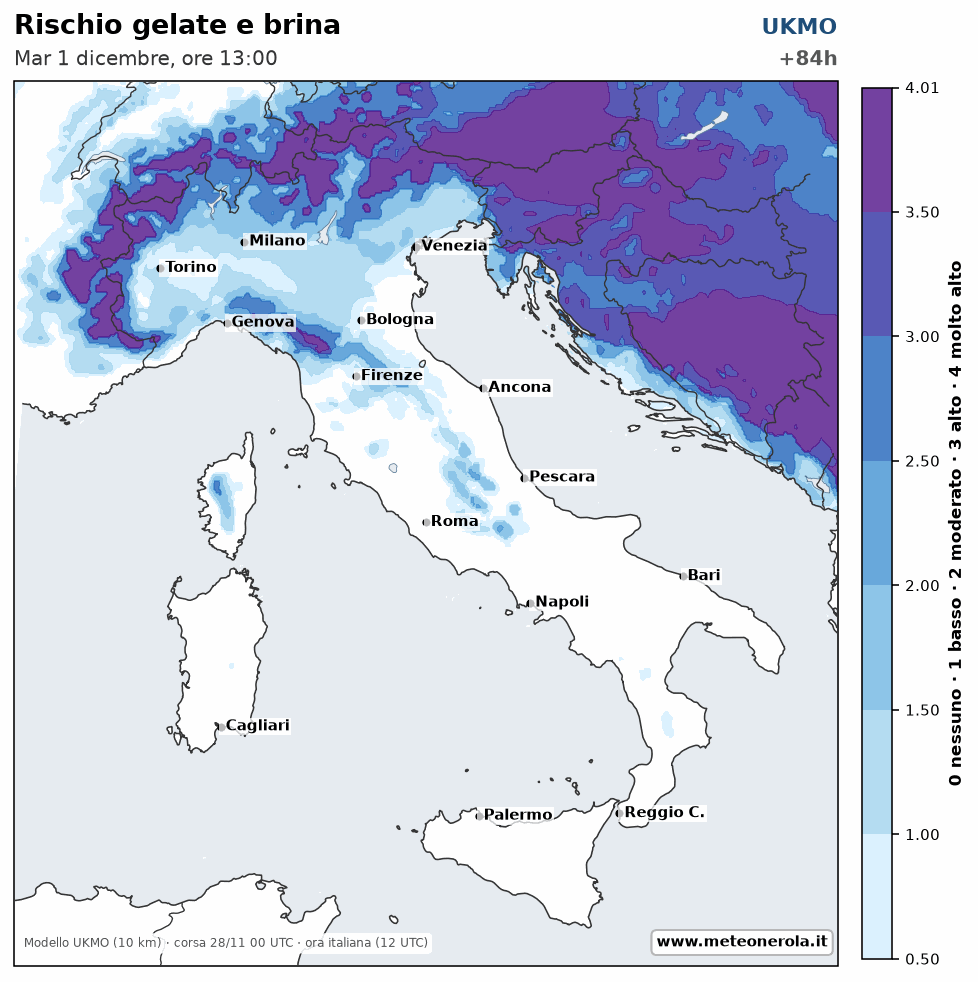 Rischio gelate e brina
UKMO
Mar 1 dicembre, ore 13:00
+84h
4.01
3.50
3.00
2.50
2.00
1.50
1.00
0.50
0 nessuno · 1 basso · 2 moderato · 3 alto · 4 molto alto
Milano
Venezia
Torino
Bologna
Genova
Firenze
Ancona
Pescara
Roma
Bari
Napoli
Cagliari
Palermo
Reggio C.
Modello UKMO (10 km) · corsa 28/11 00 UTC · ora italiana (12 UTC)
www.meteonerola.it